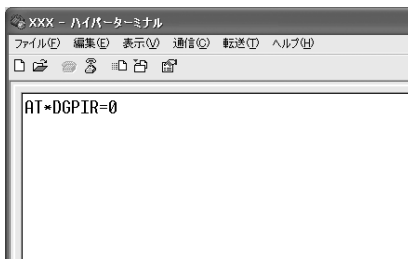 XXX - ハイパーターミナル
ファイル(F) 編集(E) 表示(V) 通信(C) 転送(T) ヘルプ(H)
AT*DGPIR=0